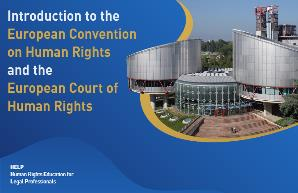 Introduction to the
European Convention
on Human Rights
and the
European Court of
Human Rights
HELP
Human Rights Education for
Legal Professionals